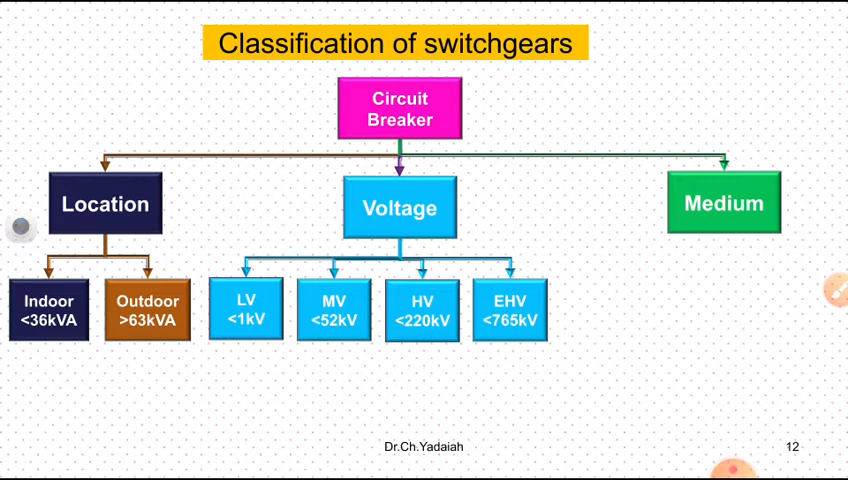 Classification of switchgears
Circuit
Breaker
Location
Voltage
Medium
Indoor
<36kVA
Outdoor
>63kVA
LV
<1kV
MV
<52kV
HV
<220kV
EHV
<765kV
Dr.Ch.Yadaiah
12